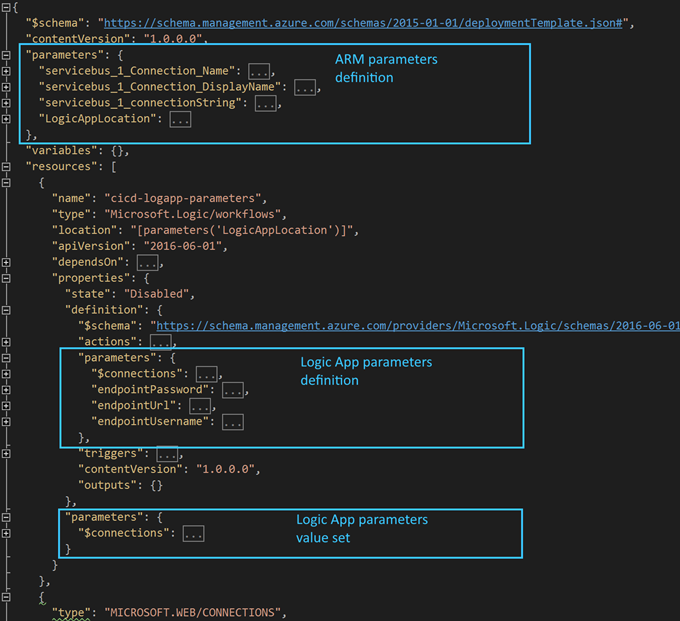 {
"$schema": "https://schema.management.azure.com/schemas/2015-01-01/deploymentTemplate.json#",
"contentVersion": "1.0.0.0",
"parameters": {
ARM parameters
definition
"servicebus_1_Connection_Name": ...,
"servicebus_1_Connection_DisplayName": ...,
"servicebus_1_connectionString": ...,
"LogicAppLocation": ...
},
"variables": {},
"resources": [
{
"name": "cicd-logapp-parameters",
"type": "Microsoft.Logic/workflows",
"location": "[parameters('LogicAppLocation')]",
"apiVersion": "2016-06-01",
"dependsOn": ...,
"properties": {
"state": "Disabled",
"definition": {
"$schema": "https://schema.management.azure.com/providers/Microsoft.Logic/schemas/2016-06-01
"actions": ...,
"parameters": {
Logic App parameters
definition
"$connections": ...,
"endpointPassword": ...,
"endpointUrl": ...,
"endpointUsername": ...
},
"triggers": ...,
"contentVersion": "1.0.0.0",
"outputs": {}
},
"parameters": {
Logic App parameters
value set
"$connections": ...
}
}
},
{
"type": "MICROSOFT.WEB/CONNECTIONS",